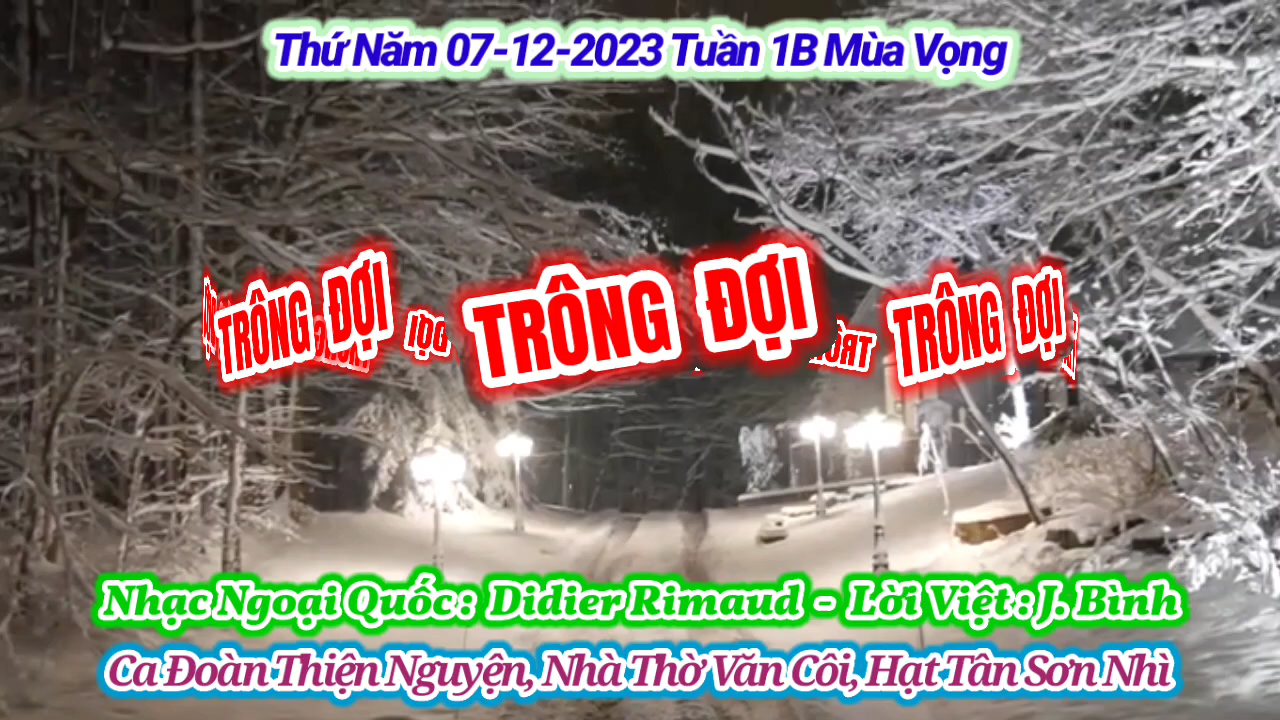 Thứ Năm 07-12-2023 Tuần 1B Mùa Vọng
TRÔNG ĐỢI TRÔNG ĐỢI TRÔNG ĐỢI
Nhạc Ngoại Quốc : Didier Rimaud - Lời Việt : J. Bình
Ca Đoàn Thiện Nguyện, Nhà Thờ Văn Côi, Hạt Tân Sơn Nhì